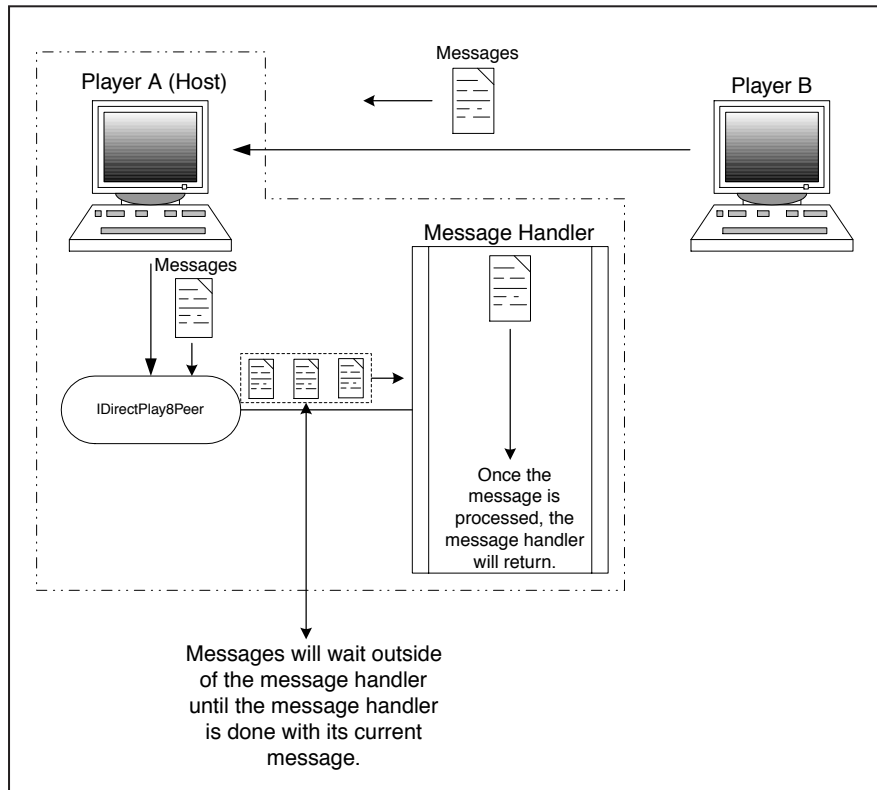 Messages
Player A (Host)
Player B
Message Handler
Messages
IDirectPlay8Peer
Once the
message is
processed, the
message handler
will return.
Messages will wait outside
of the message handler
until the message handler
is done with its current
message.